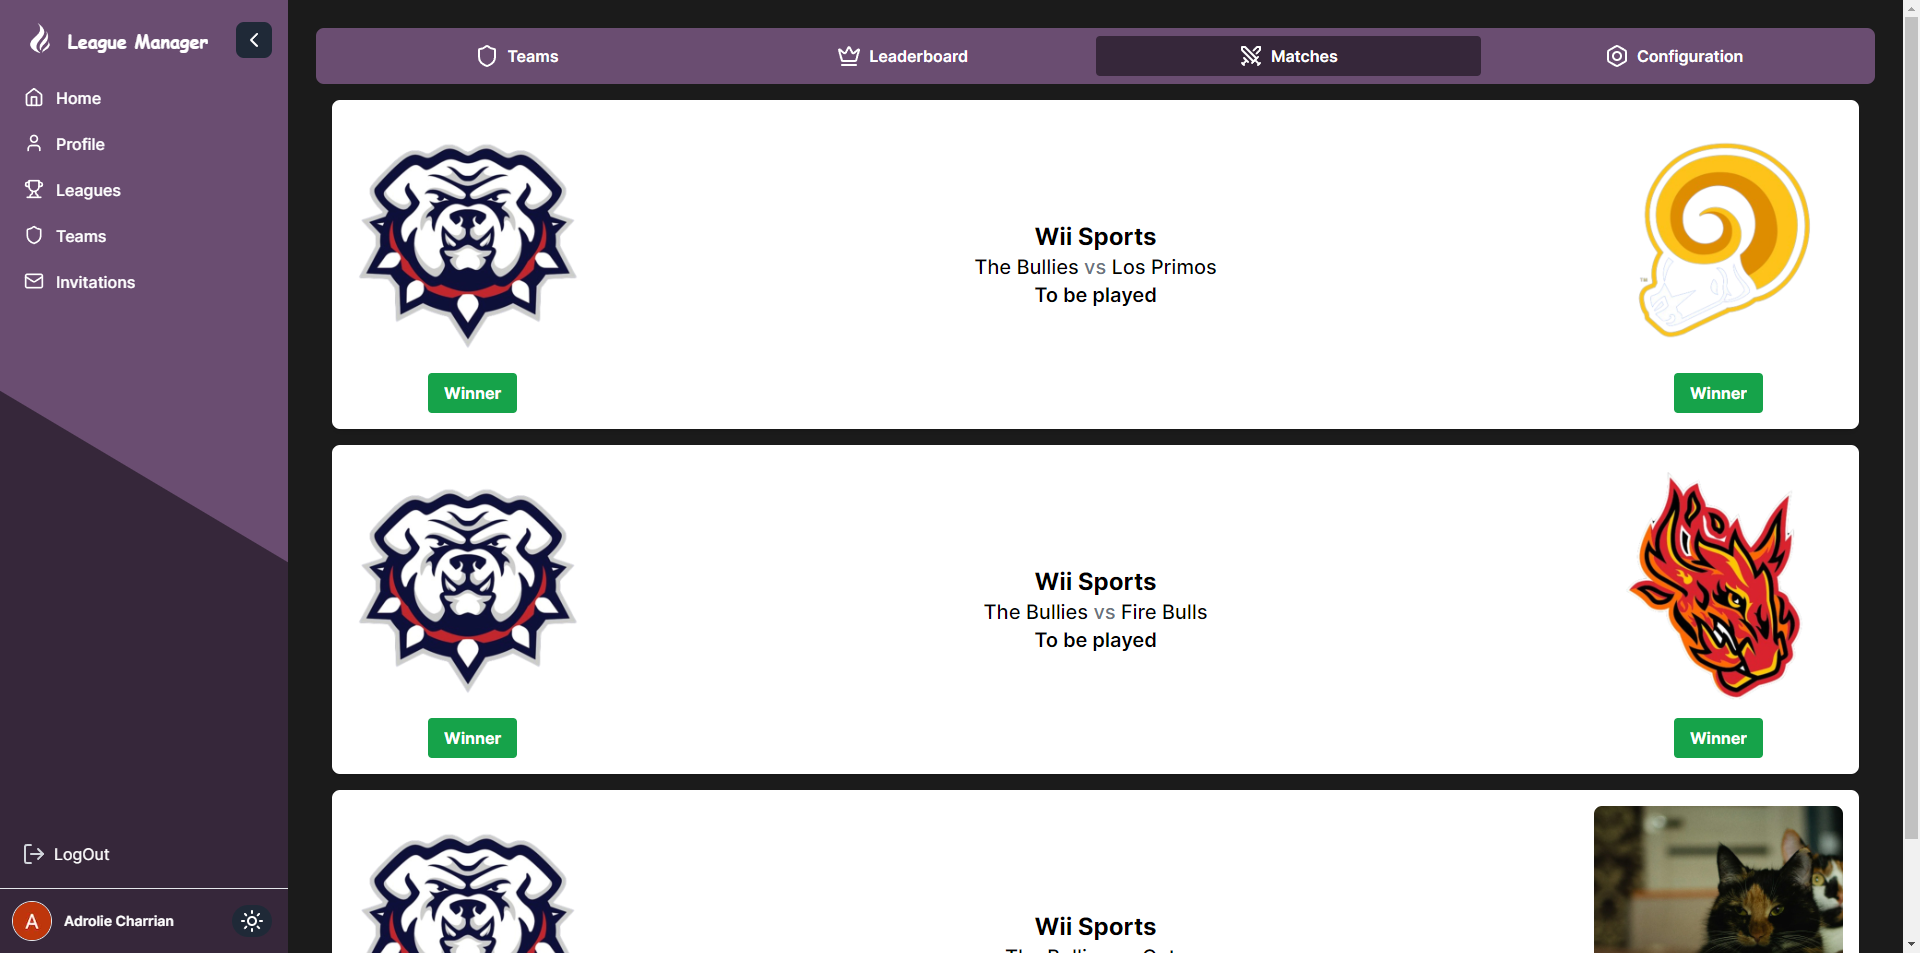 League Manager
Home
Profile
Leagues
Teams
Invitations
LogOut
A
Adrolie Charrian
Teams
Leaderboard
Matches
Configuration
Wii Sports
The Bullies vs Los Primos
To be played
Winner
Winner
TM
Wii Sports
The Bullies vs Fire Bulls
To be played
Winner
Winner
Wii Sports